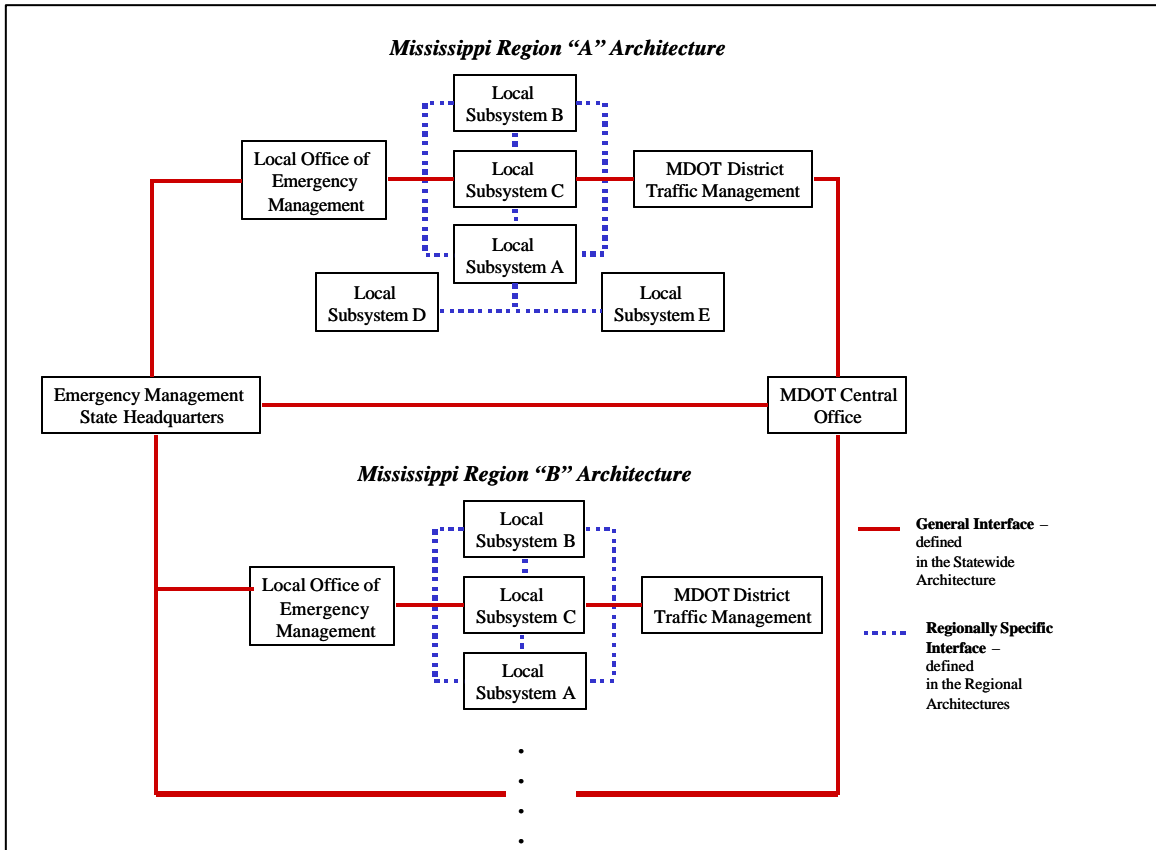 Mississippi Region “A” Architecture
Local
Subsystem B
Local Office of
Emergency
Management
Local
Subsystem C
MDOT District
Traffic Management
Local
Subsystem A
Local
Subsystem D
Local
Subsystem E
Emergency Management
State Headquarters
MDOT Central
Office
Mississippi Region “B” Architecture
Local
Subsystem B
Local Office of
Emergency
Management
Local
Subsystem C
MDOT District
Traffic Management
Local
Subsystem A
General Interface –
defined
in the Statewide
Architecture
Regionally Specific
Interface –
defined
in the Regional
Architectures